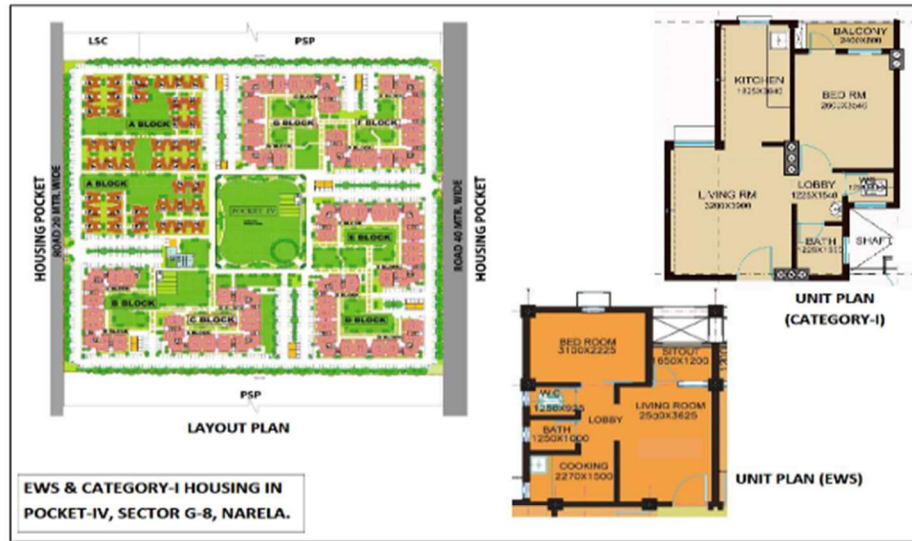 LSC
PSP
A BLOCK
G BLOCK
F BLOCK
HOUSING POCKET
ROAD 20 MTR. WIDE
A BLOCK
POCKET IV
ROAD 40 MTR. WIDE
HOUSING POCKET
E BLOCK
B BLOCK
C BLOCK
D BLOCK
PSP
LAYOUT PLAN
BALCONY
KITCHEN
BED RM
LIVING RM
LOBBY
BATH
SHAFT
UNIT PLAN
(CATEGORY-I)
BED ROOM
3100X2225
SITOUT
1650X1200
LOBBY
LIVING ROOM
2500X3625
BATH
1250X1000
COOKING
2270X1500
UNIT PLAN (EWS)
EWS & CATEGORY-I HOUSING IN
POCKET-IV, SECTOR G-8, NARELA.